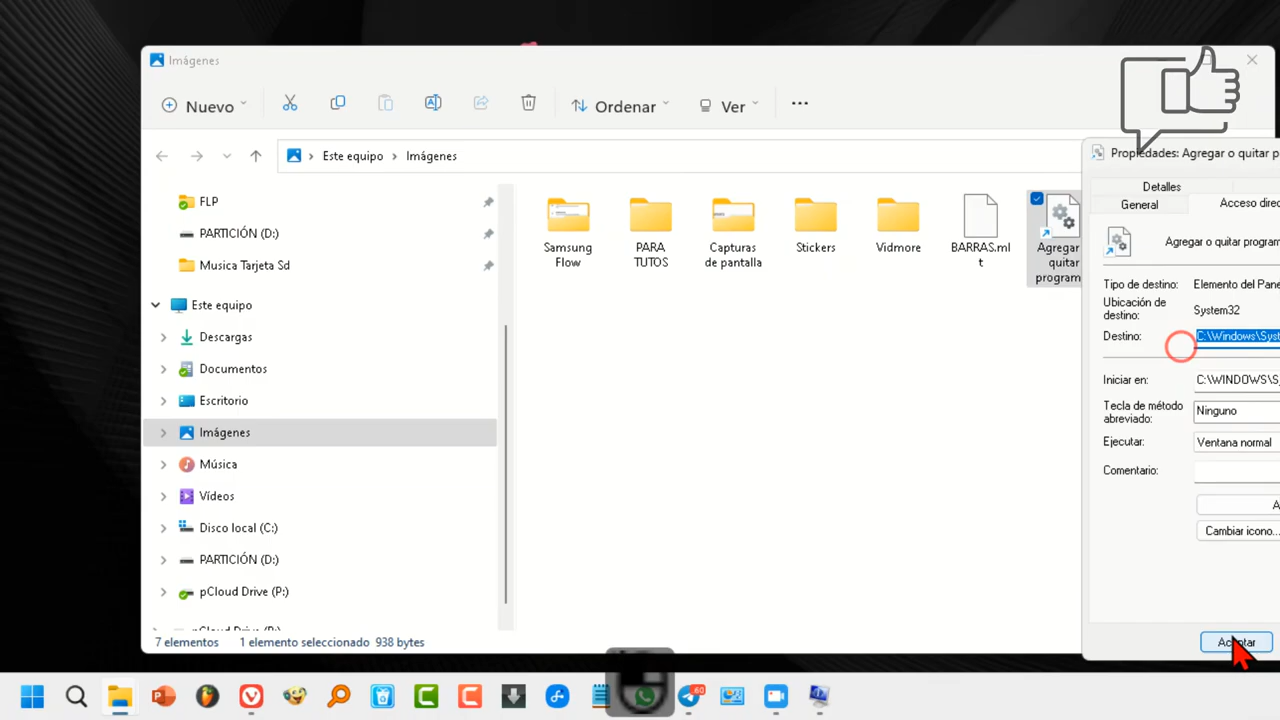 Imágenes
Nuevo
Ordenar
Ver
Este equipo
Imágenes
FLP
PARTICIÓN (D:)
Musica Tarjeta Sd
Este equipo
Descargas
Documentos
Escritorio
Imágenes
Música
Vídeos
Disco local (C:)
PARTICIÓN (D:)
pCloud Drive (P:)
Samsung
Flow
PARA
TUTOS
Capturas
de pantalla
Stickers
Vidmore
BARRAS.ml
t
Agregar
quitar
program
7 elementos
1 elemento seleccionado 938 bytes
Propiedades: Agregar o quitar p
Detalles
General
Acceso direc
Agregar o quitar program
Tipo de destino:
Elemento del Pane
Ubicación de
destino:
System32
Destino:
C:\Windows\Syst
Iniciar en:
C:\WINDOWS\S
Tecla de método
abreviado:
Ninguno
Ejecutar:
Ventana normal
Comentario:
A
Cambiar icono...
Aceptar
60